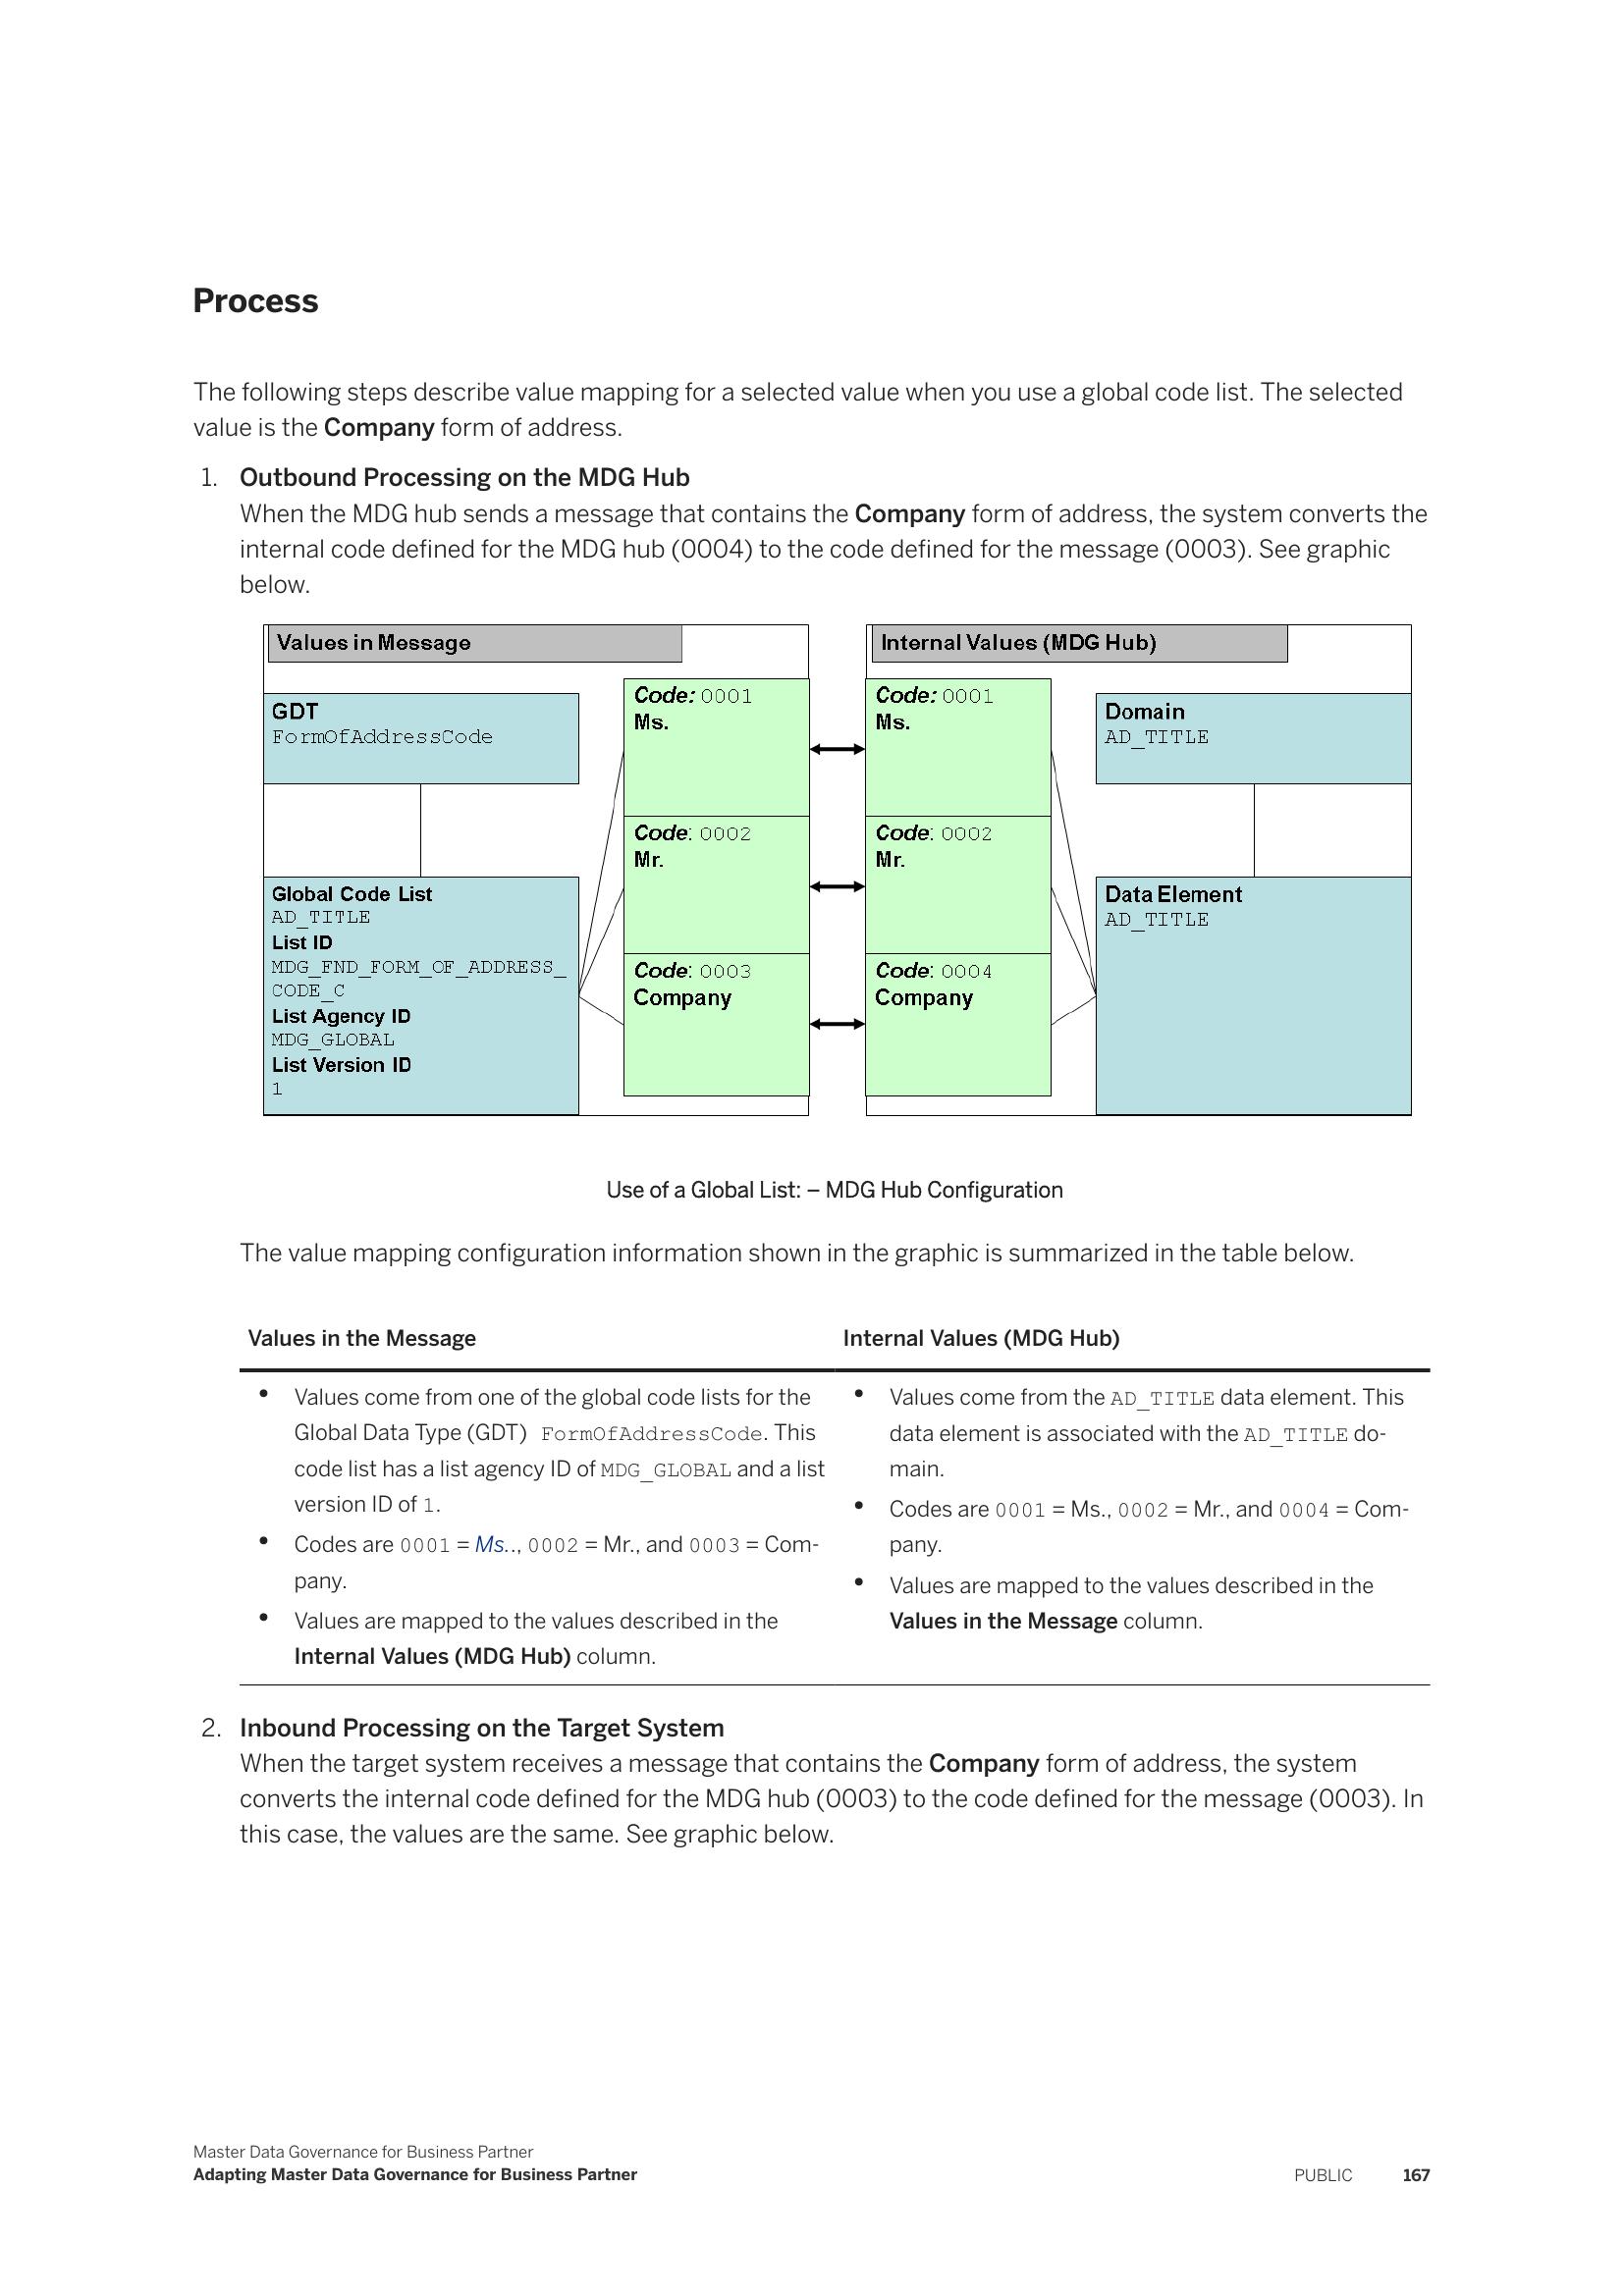 Process
The following steps describe value mapping for a selected value when you use a global code list. The selected
value is the Company form of address.
1. Outbound Processing on the MDG Hub
When the MDG hub sends a message that contains the Company form of address, the system converts the
internal code defined for the MDG hub (0004) to the code defined for the message (0003). See graphic
below.
Values in Message
GDT
FormOfAddressCode
Global Code List
AD_TITLE
List ID
MDG_FND_FORM_OF_ADDRESS_
CODE_C
List Agency ID
MDG_GLOBAL
List Version ID
1
Code: 0001
Ms.
Code: 0002
Mr.
Code: 0003
Company
Internal Values (MDG Hub)
Code: 0001
Ms.
Code: 0002
Mr.
Code: 0004
Company
Domain
AD_TITLE
Data Element
AD_TITLE
Use of a Global List: – MDG Hub Configuration
The value mapping configuration information shown in the graphic is summarized in the table below.
Values in the Message
• Values come from one of the global code lists for the
Global Data Type (GDT) FormOfAddressCode. This
code list has a list agency ID of MDG_GLOBAL and a list
version ID of 1.
• Codes are 0001 = Ms.., 0002 = Mr., and 0003 = Com-
pany.
• Values are mapped to the values described in the
Internal Values (MDG Hub) column.
Internal Values (MDG Hub)
• Values come from the AD_TITLE data element. This
data element is associated with the AD_TITLE do-
main.
• Codes are 0001 = Ms., 0002 = Mr., and 0004 = Com-
pany.
• Values are mapped to the values described in the
Values in the Message column.
2. Inbound Processing on the Target System
When the target system receives a message that contains the Company form of address, the system
converts the internal code defined for the MDG hub (0003) to the code defined for the message (0003). In
this case, the values are the same. See graphic below.
Master Data Governance for Business Partner
Adapting Master Data Governance for Business Partner
PUBLIC 167